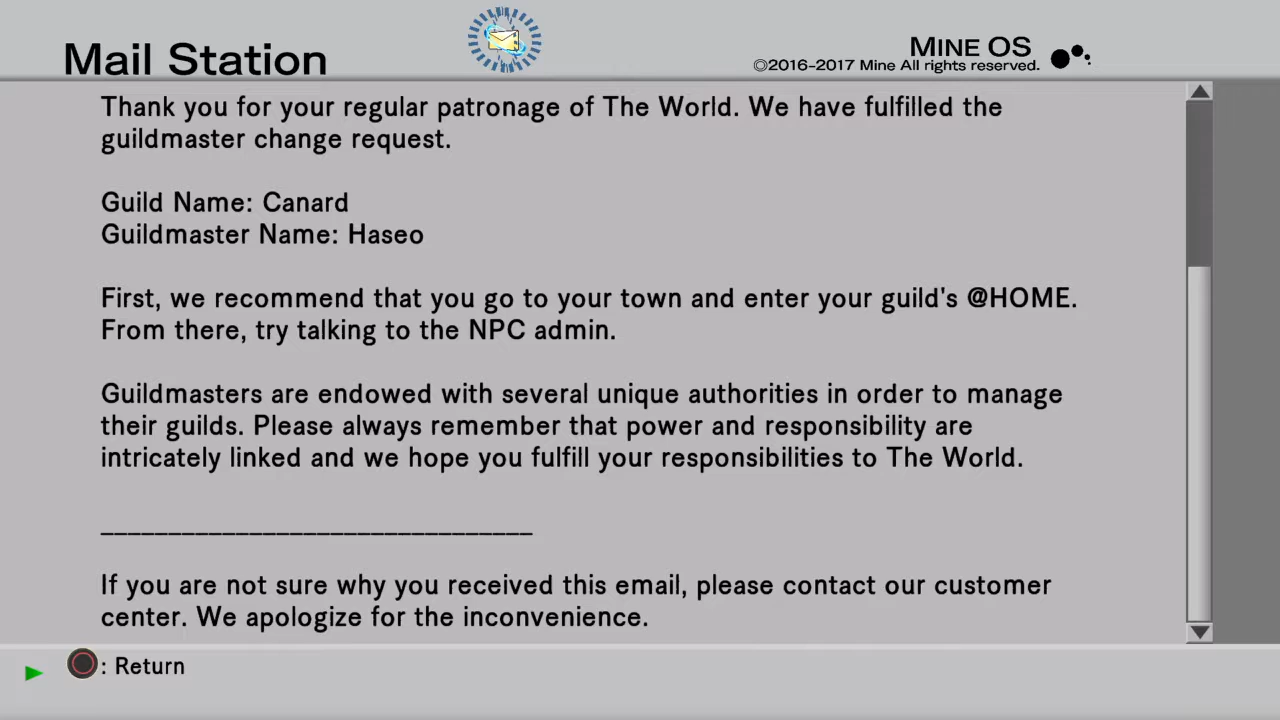 Mail Station
MINE OS
©2016-2017 Mine All rights reserved.
Thank you for your regular patronage of The World. We have fulfilled the
guildmaster change request.
Guild Name: Canard
Guildmaster Name: Haseo
First, we recommend that you go to your town and enter your guild's @HOME.
From there, try talking to the NPC admin.
Guildmasters are endowed with several unique authorities in order to manage
their guilds. Please always remember that power and responsibility are
intricately linked and we hope you fulfill your responsibilities to The World.
________________________________
If you are not sure why you received this email, please contact our customer
center. We apologize for the inconvenience.
: Return